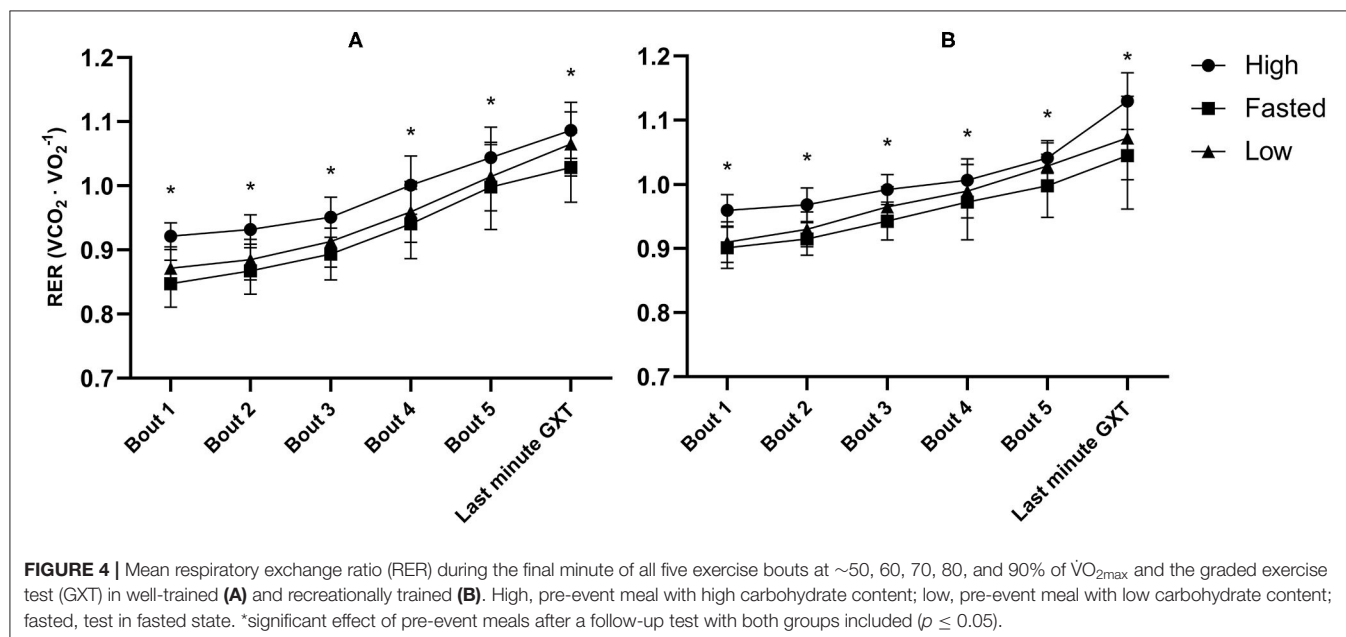 A
1.2
1.1
1.0
0.9
0.8
0.7
RER (VCO₂ · VO₂⁻¹)
*
*
*
*
*
*
Bout 1
Bout 2
Bout 3
Bout 4
Bout 5
Last minute GXT
B
1.2
1.1
1.0
0.9
0.8
0.7
*
*
*
*
*
*
Bout 1
Bout 2
Bout 3
Bout 4
Bout 5
Last minute GXT
High
Fasted
Low
FIGURE 4 | Mean respiratory exchange ratio (RER) during the final minute of all five exercise bouts at ~50, 60, 70, 80, and 90% of V̇O₂ₘₐₓ and the graded exercise
test (GXT) in well-trained (A) and recreationally trained (B). High, pre-event meal with high carbohydrate content; low, pre-event meal with low carbohydrate content;
fasted, test in fasted state. *significant effect of pre-event meals after a follow-up test with both groups included (p ≤ 0.05).